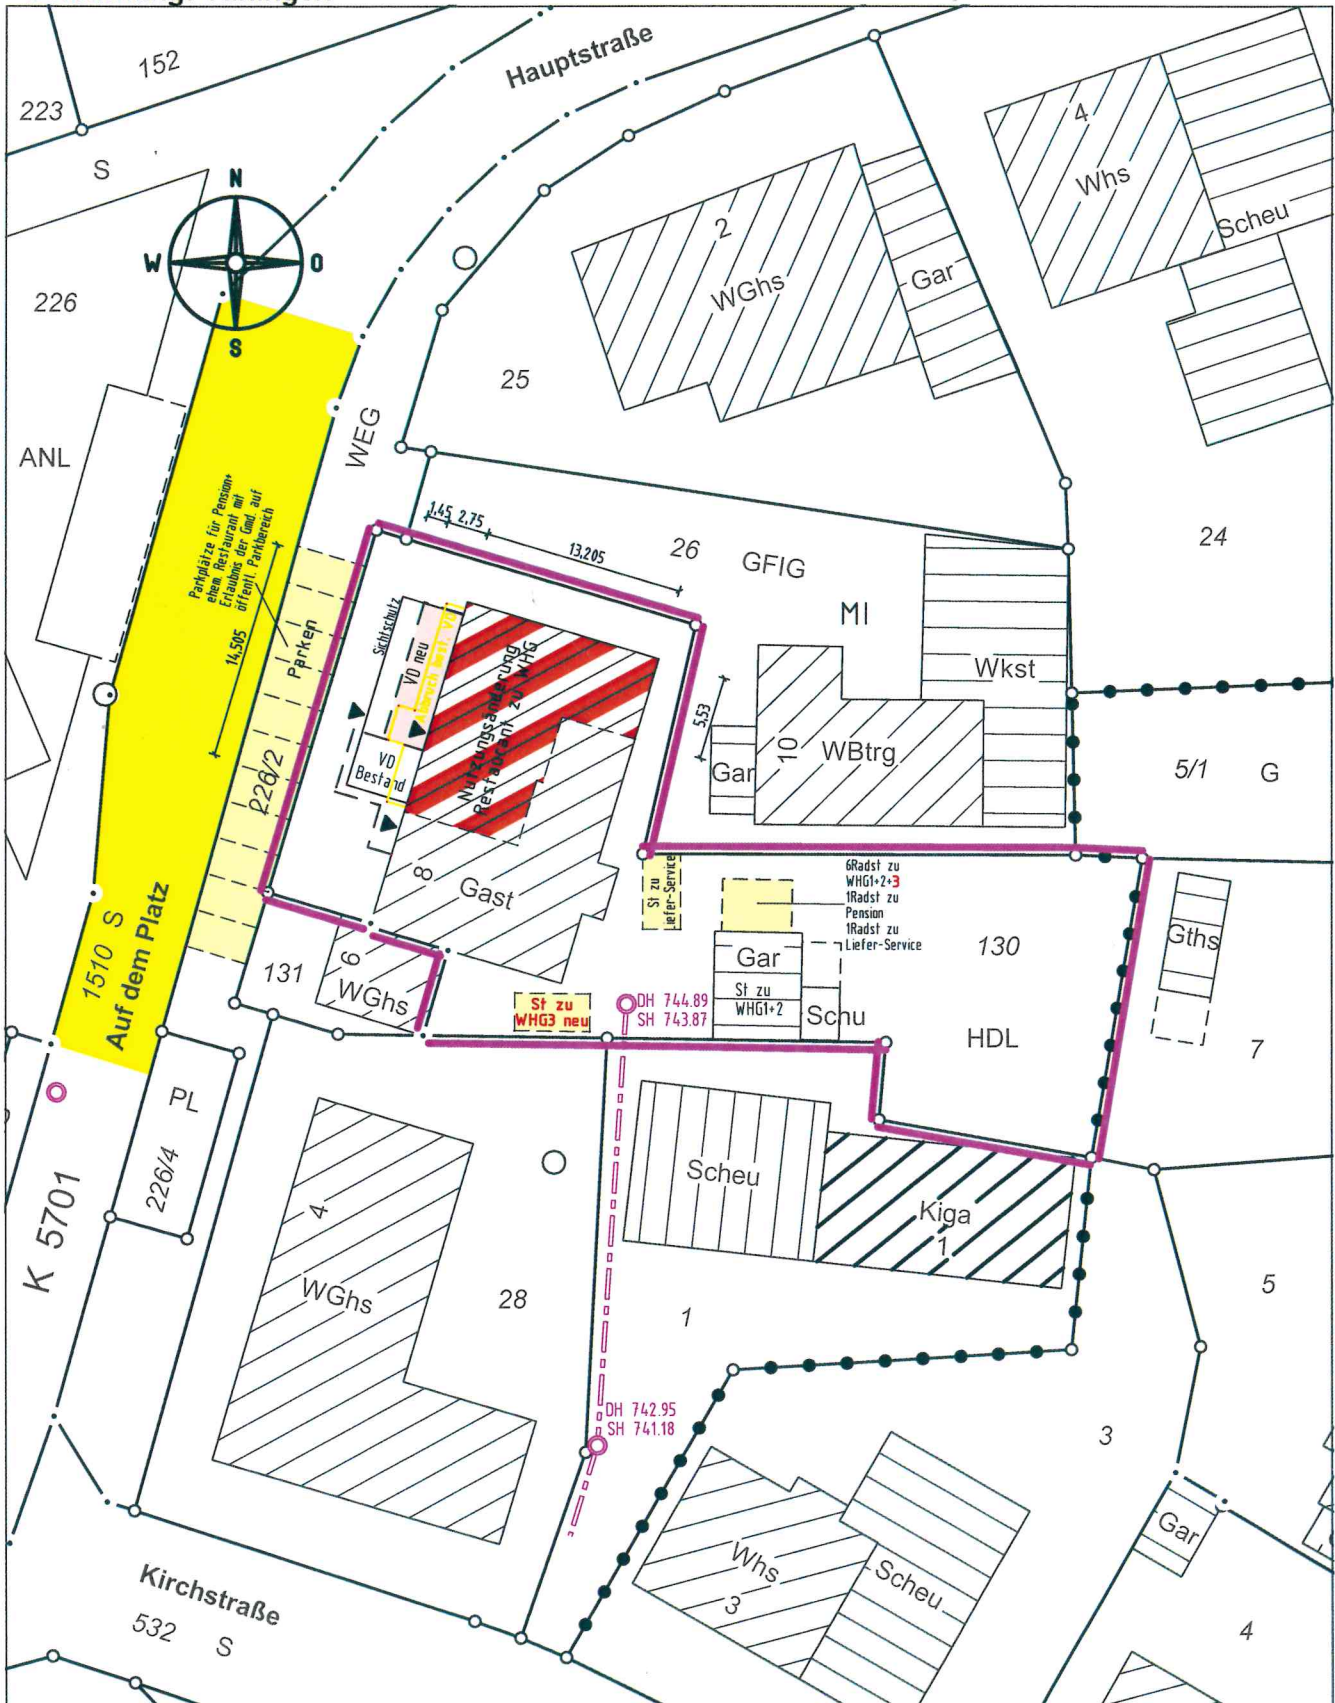 Hauptstraße
152
223
S
N
W
O
S
226
4
Whs
Scheu
2
WGhs
Gar
25
WEG
ANL
Parkplätze für Pension+
ehem. Restaurant mit
Erlaubnis der Gmd. auf
öffentl. Parkbereich
14,505
Parken
226/2
1,45 2,75
13,205
26
GFIG
24
MI
Sichtschutz
VD neu
Abbruch best. VD
VD
Bestand
Nutzungsänderung
Restaurant zu WHG
5,53
Gar
10
WBtrg
Wkst
5/1
G
8
Gast
St zu
Liefer-Service
6Radst zu
WHG1+2+3
1Radst zu
Pension
1Radst zu
Liefer-Service
130
Gths
Gar
St zu
WHG1+2
Schu
HDL
7
1510 S
Auf dem Platz
131
6
WGhs
St zu
WHG3 neu
DH 744.89
SH 743.87
PL
226/4
K 5701
4
WGhs
28
Scheu
Kiga
1
1
5
DH 742.95
SH 741.18
3
Whs
3
Scheu
Gar
4
Kirchstraße
532 S